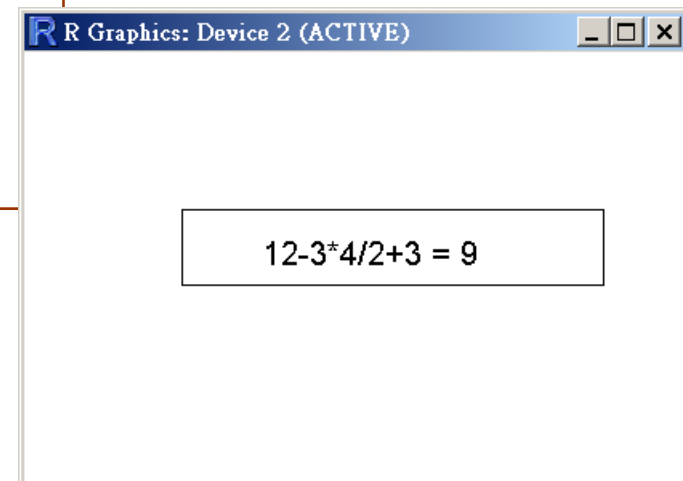 R R Graphics: Device 2 (ACTIVE)
12-3*4/2+3 = 9